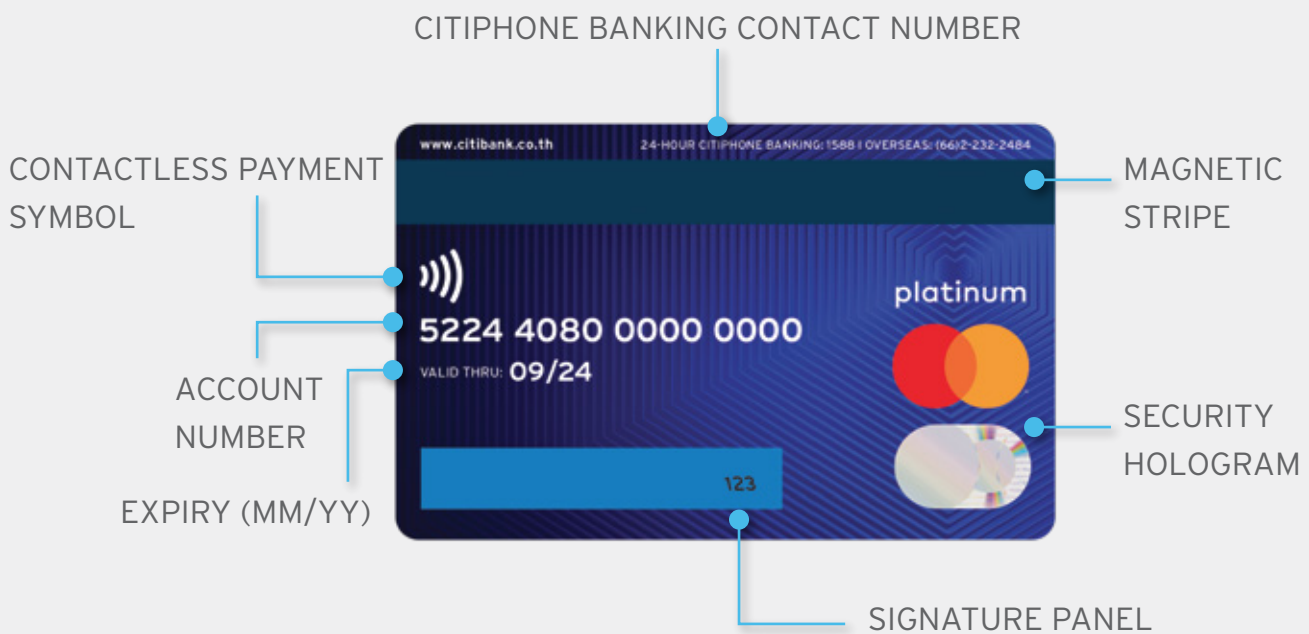 CITIPHONE BANKING CONTACT NUMBER
www.citibank.co.th
24-HOUR CITIPHONE BANKING: 1588 I OVERSEAS: (66)2-232-2484
CONTACTLESS PAYMENT
SYMBOL
MAGNETIC
STRIPE
platinum
5224 4080 0000 0000
VALID THRU: 09/24
ACCOUNT
NUMBER
SECURITY
HOLOGRAM
123
EXPIRY (MM/YY)
SIGNATURE PANEL